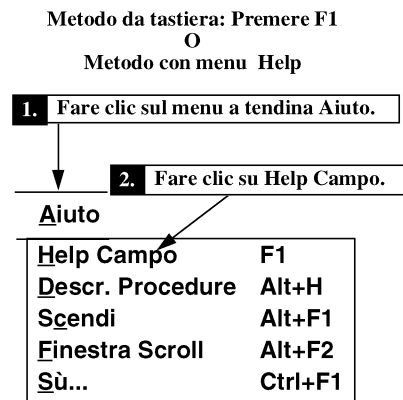 Metodo da tastiera: Premere F1
O
Metodo con menu Help
1. Fare clic sul menu a tendina Aiuto.
2. Fare clic su Help Campo.
Aiuto
Help Campo F1
Descr. Procedure Alt+H
Scendi Alt+F1
Finestra Scroll Alt+F2
Sù... Ctrl+F1